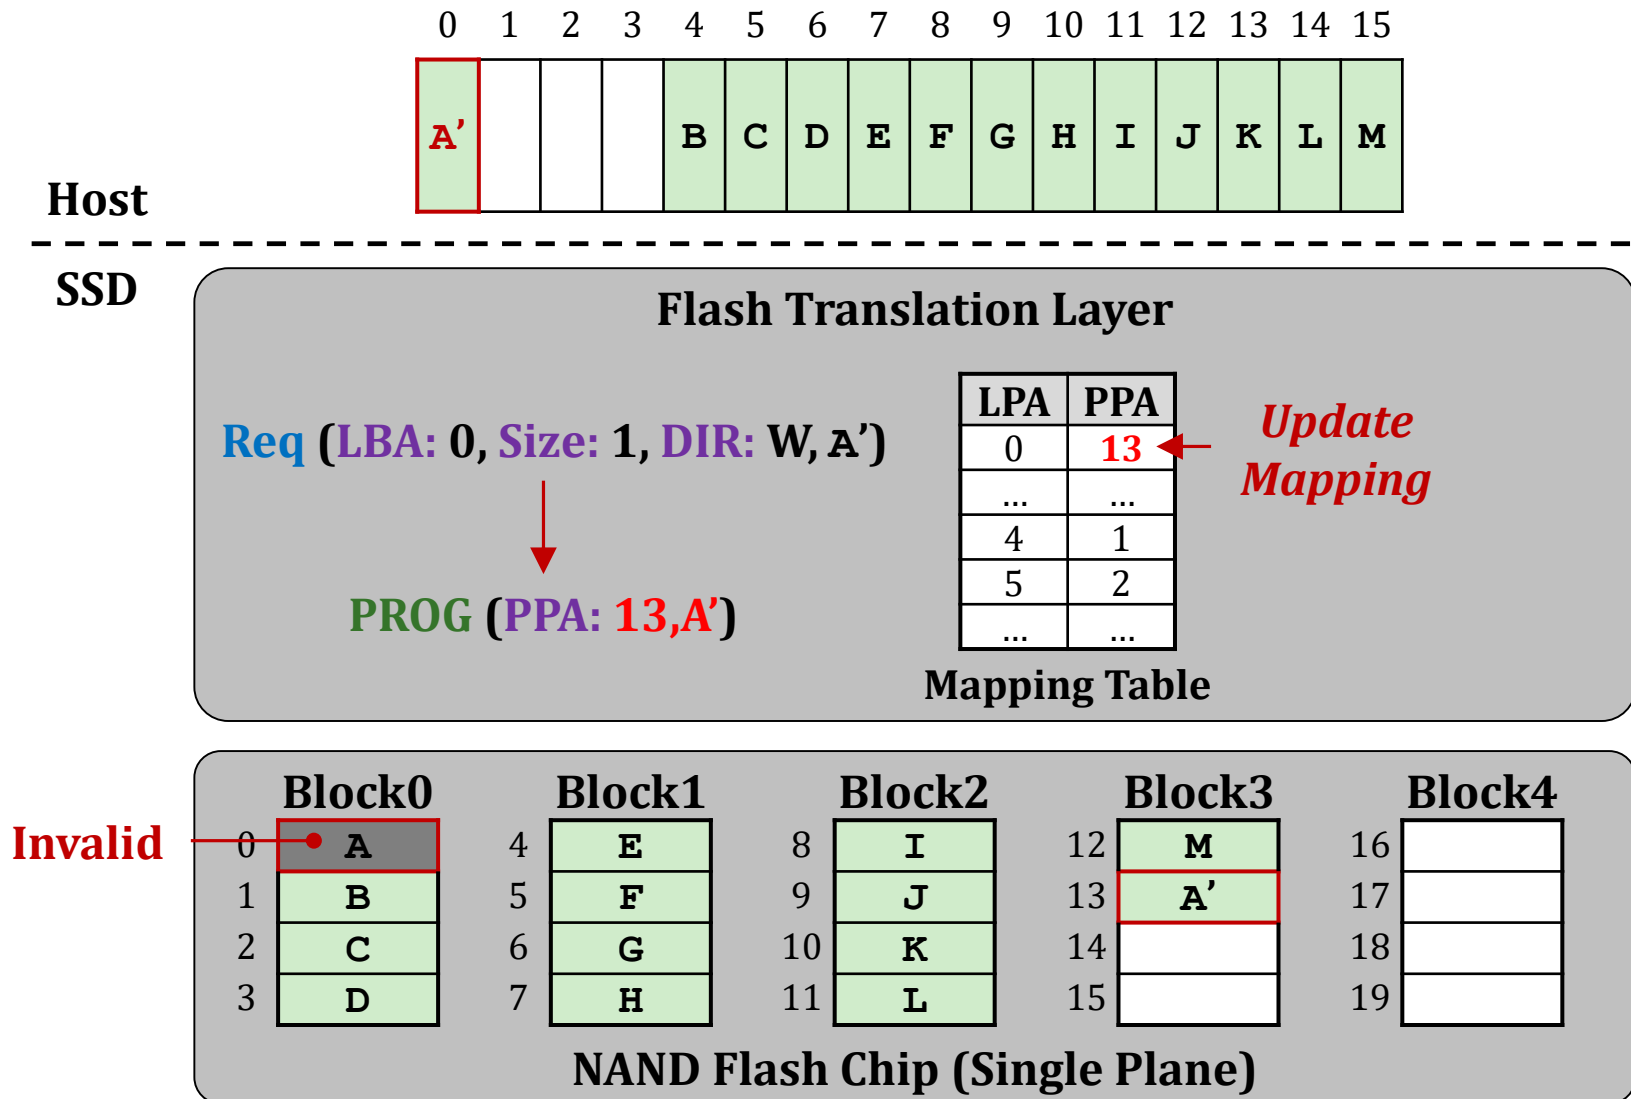 0 1 2 3 4 5 6 7 8 9 10 11 12 13 14 15
A’ B C D E F G H I J K L M
Host
SSD
Flash Translation Layer
LPA PPA
Req (LBA: 0, Size: 1, DIR: W, A’)
0 13
Update
Mapping
... ...
4 1
5 2
PROG (PPA: 13,A’)
... ...
Mapping Table
Block0 Block1 Block2 Block3 Block4
Invalid
0 A 4 E 8 I 12 M 16
1 B 5 F 9 J 13 A’ 17
2 C 6 G 10 K 14 18
3 D 7 H 11 L 15 19
NAND Flash Chip (Single Plane)